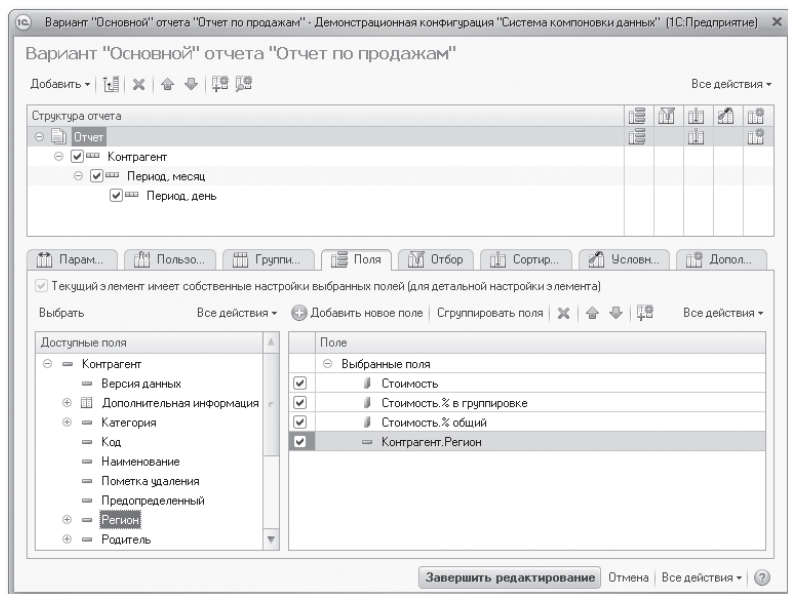 Вариант "Основной" отчета "Отчет по продажам" - Демонстрационная конфигурация "Система компоновки данных" (1С:Предприятие)
Вариант "Основной" отчета "Отчет по продажам"
Добавить Все действия
Структура отчета
Отчет
Контрагент
Период, месяц
Период, день
Парам... Пользо... Группи... Поля Отбор Сортир... Условн... Допол...
Текущий элемент имеет собственные настройки выбранных полей (для детальной настройки элемента)
Выбрать Все действия Добавить новое поле Сгруппировать поля Все действия
Доступные поля Поле
Контрагент Выбранные поля
Версия данных Стоимость
Дополнительная информация Стоимость.% в группировке
Категория Стоимость.% общий
Код Контрагент.Регион
Наименование
Пометка удаления
Предопределенный
Регион
Родитель
Завершить редактирование Отмена Все действия ?